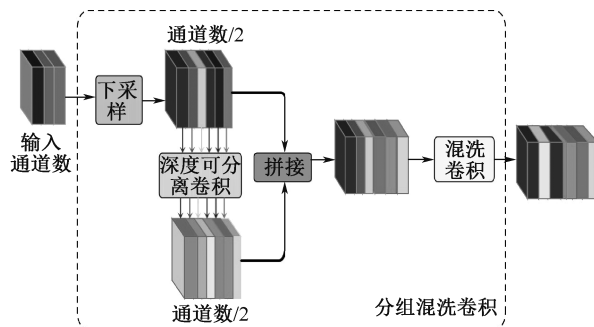 通道数/2
下采
样
输入
通道数
深度可分
离卷积
拼接
混洗
卷积
通道数/2
分组混洗卷积